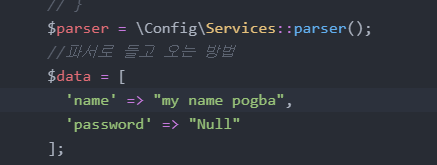 // }
$parser = \Config\Services::parser();
//파서로 들고 오는 방법
$data = [
'name' => "my name pogba",
'password' => "Null"
];